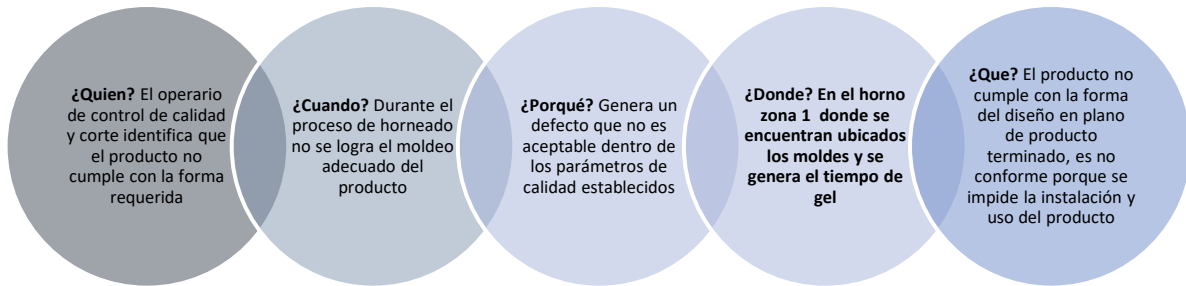 ¿Quien? El operario
de control de calidad
y corte identifica que
el producto no
cumple con la forma
requerida
¿Cuando? Durante el
proceso de horneado
no se logra el moldeo
adecuado del
producto
¿Porqué? Genera un
defecto que no es
aceptable dentro de
los parámetros de
calidad establecidos
¿Donde? En el horno
zona 1 donde se
encuentran ubicados
los moldes y se
genera el tiempo de
gel
¿Que? El producto no
cumple con la forma
del diseño en plano
de producto
terminado, es no
conforme porque se
impide la instalación y
uso del producto